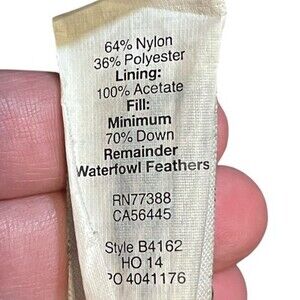 64% Nylon
36% Polyester
Lining:
100% Acetate
Fill:
Minimum
70% Down
Remainder
Waterfowl Feathers
RN77388
CA56445
Style B4162
HO 14
PO 4041176